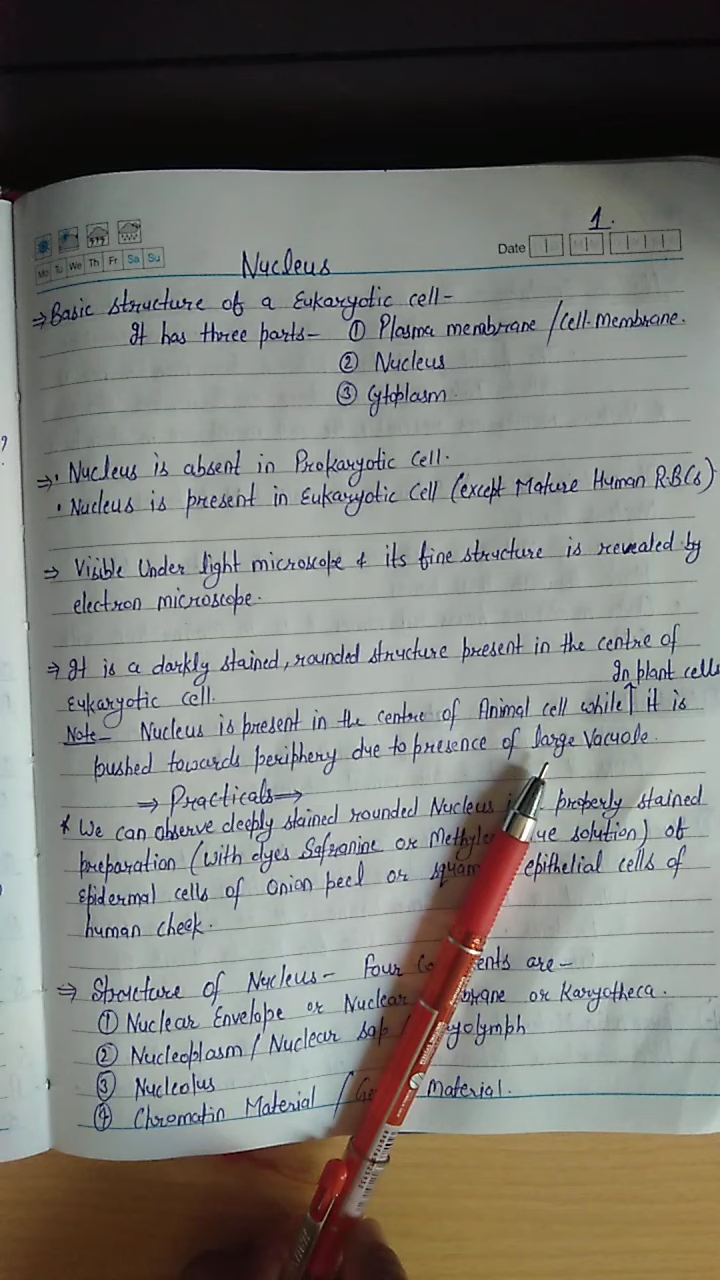 1.
Date
Mo Tu We Th Fr Sa Su
Nucleus
⇒ Basic structure of a Eukaryotic cell-
It has three parts- ① Plasma membrane / Cell-Membrane.
② Nucleus
③ Cytoplasm
⇒ • Nucleus is absent in Prokaryotic Cell.
• Nucleus is present in Eukaryotic Cell (except Mature Human R.B.Cs)
⇒ Visible Under light microscope & its fine structure is revealed by
electron microscope.
⇒ It is a darkly stained, rounded structure present in the centre of
Eukaryotic cell.
In plant cells
Note- Nucleus is present in the centre of Animal cell while ↑ it is
pushed towards periphery due to presence of large Vacuole.
⇒ Practicals ⇒
* We can observe deeply stained rounded Nucleus properly stained
preparation (with dyes Safranine or solution) of
Epidermal cells of Onion peel or epithelial cells of
human cheek.
⇒ Structure of Nucleus- Four are-
① Nuclear Envelope or Nuclear or Karyotheca.
② Nucleoplasm / Nuclear Sap /
③ Nucleolus
④ Chromatin Material / Material.